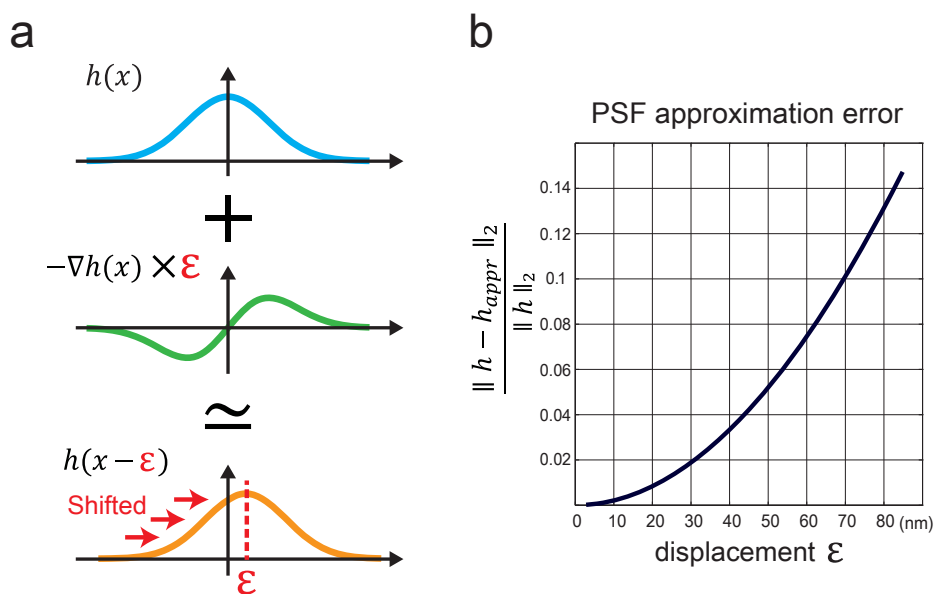 a
h(x)
+
−∇h(x) × ε
≃
h(x − ε)
Shifted
ε
b
PSF approximation error
‖ h − h_appr ‖₂
‖ h ‖₂
0.14
0.12
0.1
0.08
0.06
0.04
0.02
0 10 20 30 40 50 60 70 80 (nm)
displacement ε